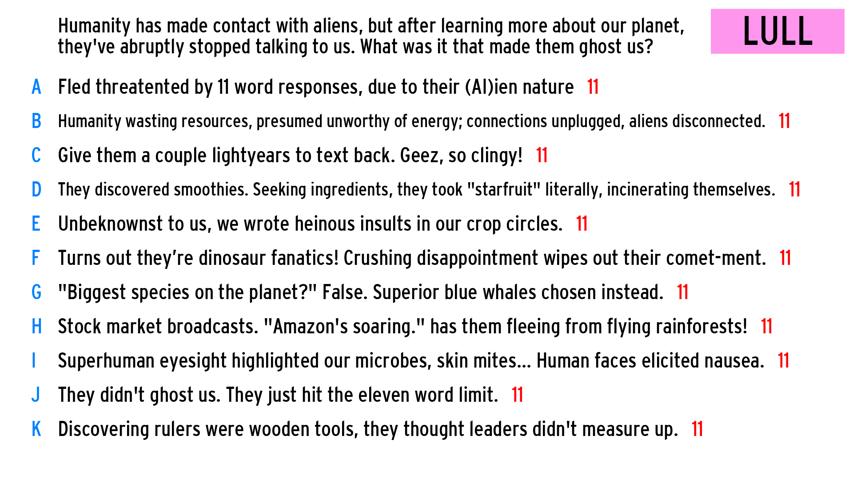 Humanity has made contact with aliens, but after learning more about our planet,
they've abruptly stopped talking to us. What was it that made them ghost us?
LULL
A Fled threatented by 11 word responses, due to their (AI)ien nature 11
B Humanity wasting resources, presumed unworthy of energy; connections unplugged, aliens disconnected. 11
C Give them a couple lightyears to text back. Geez, so clingy! 11
D They discovered smoothies. Seeking ingredients, they took "starfruit" literally, incinerating themselves. 11
E Unbeknownst to us, we wrote heinous insults in our crop circles. 11
F Turns out they’re dinosaur fanatics! Crushing disappointment wipes out their comet-ment. 11
G "Biggest species on the planet?" False. Superior blue whales chosen instead. 11
H Stock market broadcasts. "Amazon's soaring." has them fleeing from flying rainforests! 11
I Superhuman eyesight highlighted our microbes, skin mites... Human faces elicited nausea. 11
J They didn't ghost us. They just hit the eleven word limit. 11
K Discovering rulers were wooden tools, they thought leaders didn't measure up. 11